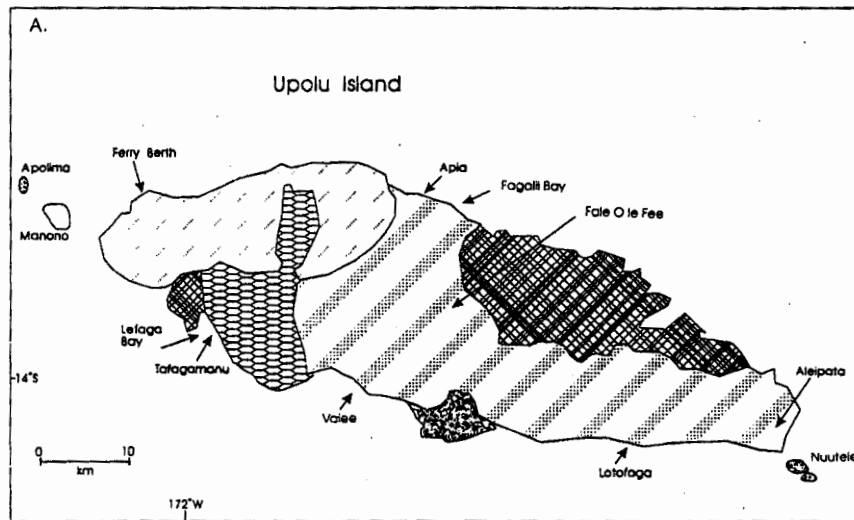 A.
Upolu Island
Ferry Berth
Apolima
Apia
Fagalii Bay
Fale O le Fee
Manono
Lefaga
Bay
Tafagamanu
14°S
Aleipata
Vaiee
Lotofaga
Nuutele
0 10
km
172°W